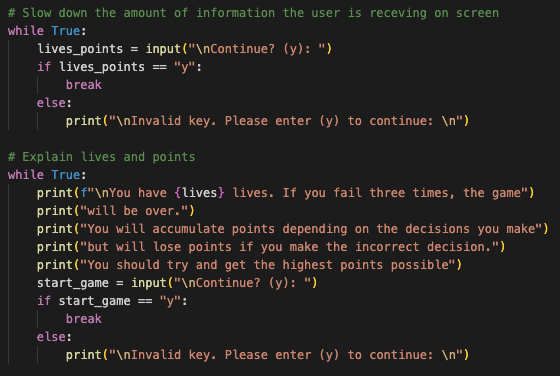 # Slow down the amount of information the user is receving on screen
while True:
    lives_points = input("\nContinue? (y): ")
    if lives_points == "y":
        break
    else:
        print("\nInvalid key. Please enter (y) to continue: \n")

# Explain lives and points
while True:
    print(f"\nYou have {lives} lives. If you fail three times, the game")
    print("will be over.")
    print("You will accumulate points depending on the decisions you make")
    print("but will lose points if you make the incorrect decision.")
    print("You should try and get the highest points possible")
    start_game = input("\nContinue? (y): ")
    if start_game == "y":
        break
    else:
        print("\nInvalid key. Please enter (y) to continue: \n")